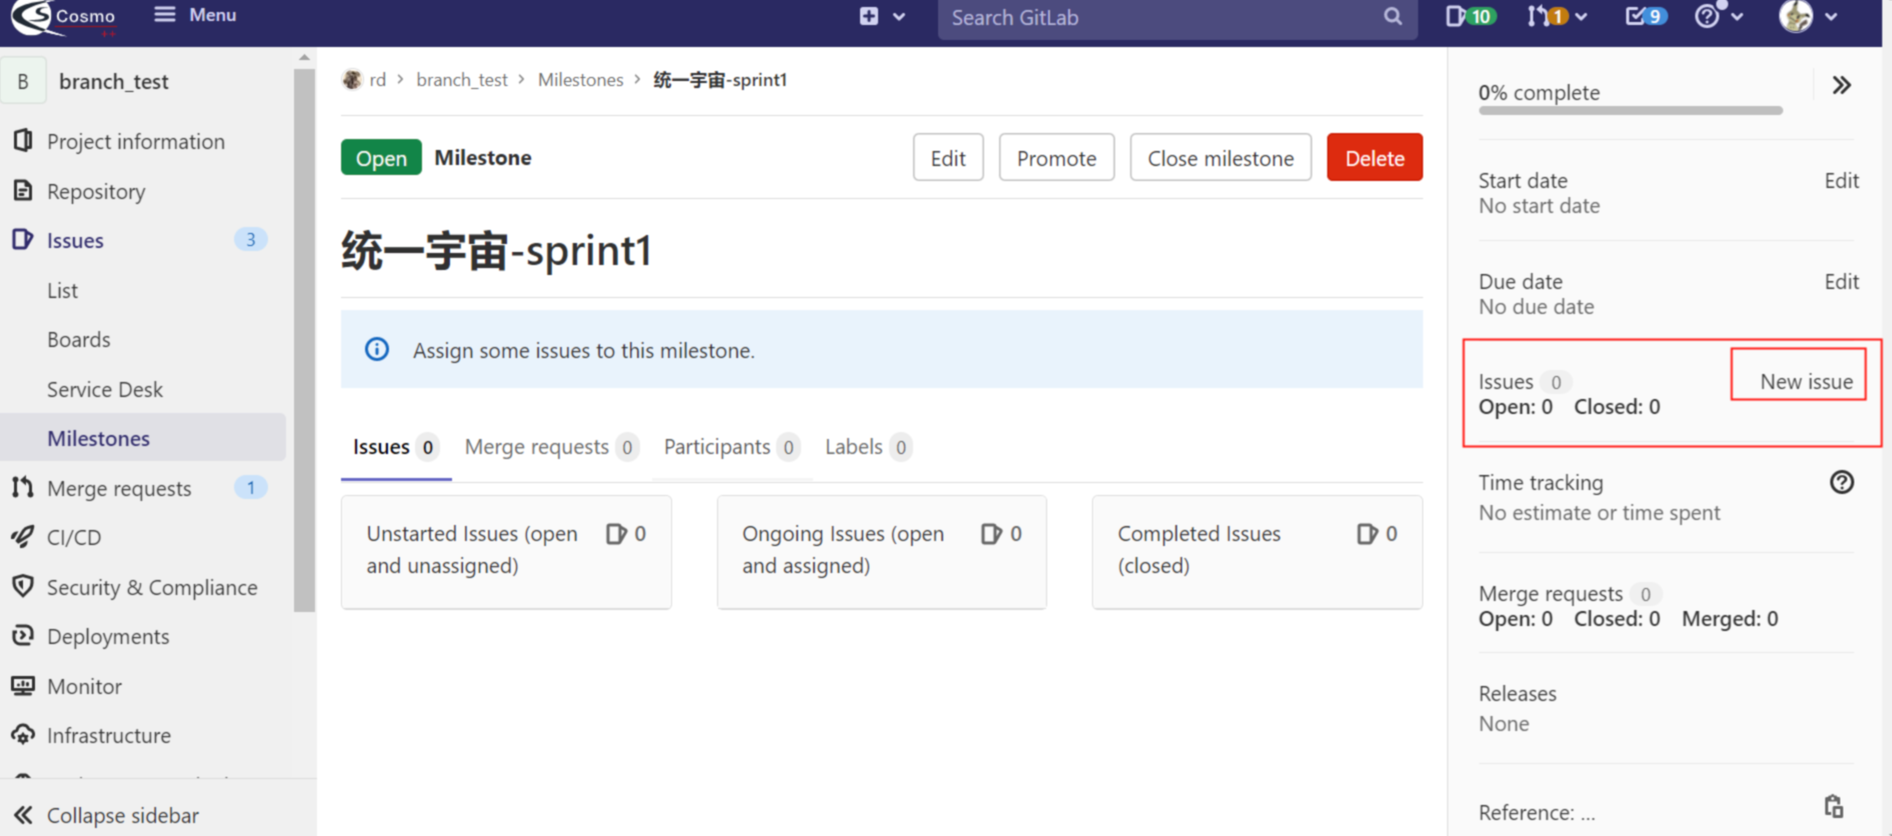 Cosmo
++
Menu
Search GitLab
10
1
9
B
branch_test
Project information
Repository
Issues 3
List
Boards
Service Desk
Milestones
Merge requests 1
CI/CD
Security & Compliance
Deployments
Monitor
Infrastructure
Collapse sidebar
rd > branch_test > Milestones > 统一宇宙-sprint1
Open Milestone
Edit
Promote
Close milestone
Delete
统一宇宙-sprint1
Assign some issues to this milestone.
Issues 0
Merge requests 0
Participants 0
Labels 0
Unstarted Issues (open 0
and unassigned)
Ongoing Issues (open 0
and assigned)
Completed Issues 0
(closed)
0% complete
Start date Edit
No start date
Due date Edit
No due date
Issues 0 New issue
Open: 0 Closed: 0
Time tracking
No estimate or time spent
Merge requests 0
Open: 0 Closed: 0 Merged: 0
Releases
None
Reference: ...